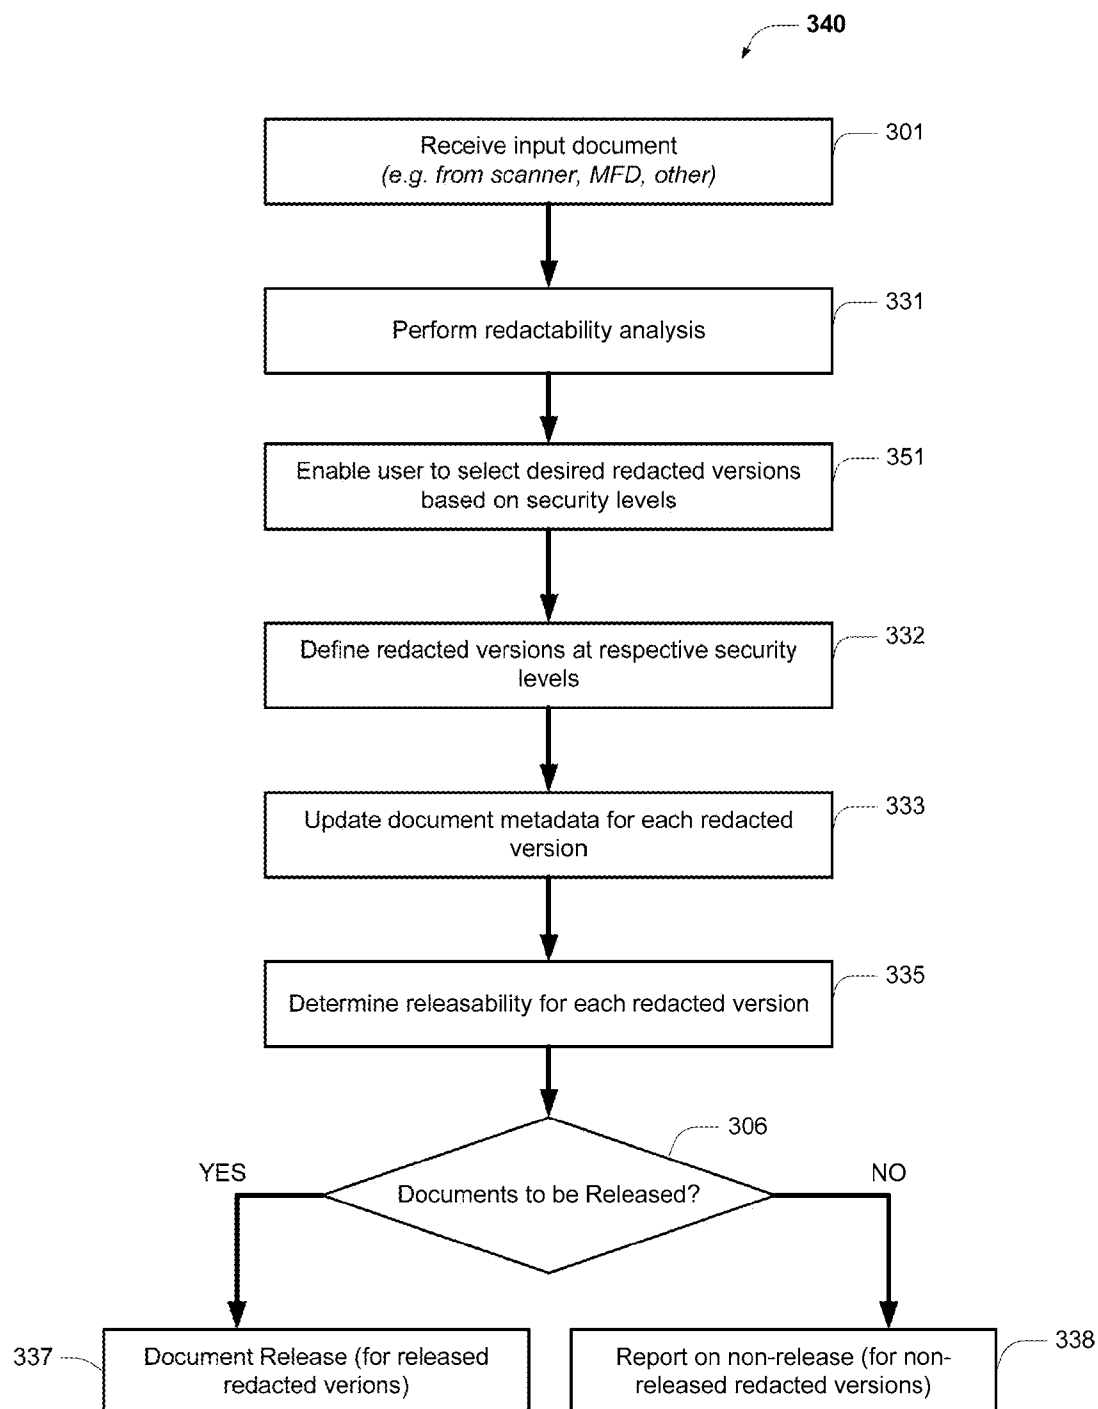 340
Receive input document
(e.g. from scanner, MFD, other)
301
Perform redactability analysis
331
Enable user to select desired redacted versions
based on security levels
351
Define redacted versions at respective security
levels
332
Update document metadata for each redacted
version
333
Determine releasability for each redacted version
335
306
YES
NO
Documents to be Released?
337
Document Release (for released
redacted verions)
Report on non-release (for non-
released redacted versions)
338